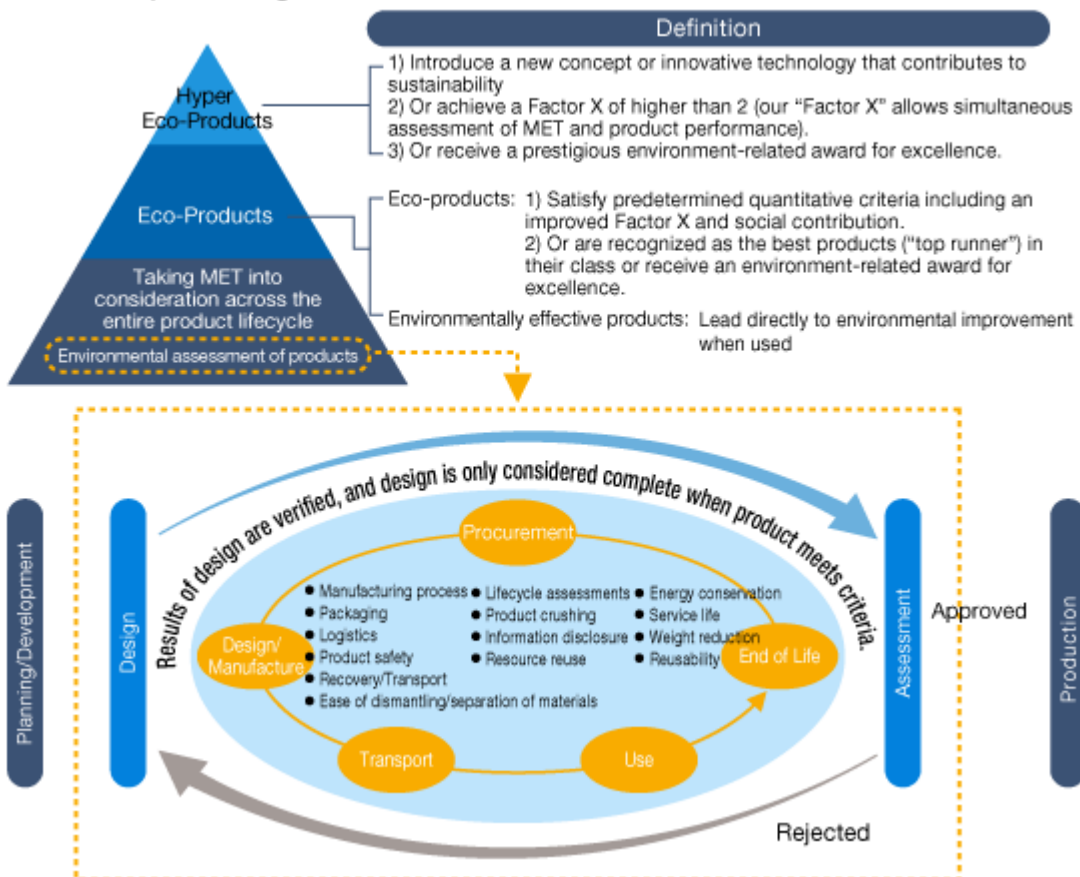 Definition
Hyper
Eco-Products
1) Introduce a new concept or innovative technology that contributes to
sustainability
2) Or achieve a Factor X of higher than 2 (our “Factor X” allows simultaneous
assessment of MET and product performance).
3) Or receive a prestigious environment-related award for excellence.
Eco-Products
Eco-products: 1) Satisfy predetermined quantitative criteria including an
improved Factor X and social contribution.
2) Or are recognized as the best products (“top runner”) in
their class or receive an environment-related award for
excellence.
Environmentally effective products: Lead directly to environmental improvement
when used
Taking MET into
consideration across the
entire product lifecycle
Environmental assessment of products
Planning/Development
Design
Results of design are verified, and design is only considered complete when product meets criteria.
Procurement
Design/
Manufacture
Transport
Use
End of Life
● Manufacturing process
● Packaging
● Logistics
● Product safety
● Recovery/Transport
● Ease of dismantling/separation of materials
● Lifecycle assessments
● Product crushing
● Information disclosure
● Resource reuse
● Energy conservation
● Service life
● Weight reduction
● Reusability
Assessment
Approved
Rejected
Production